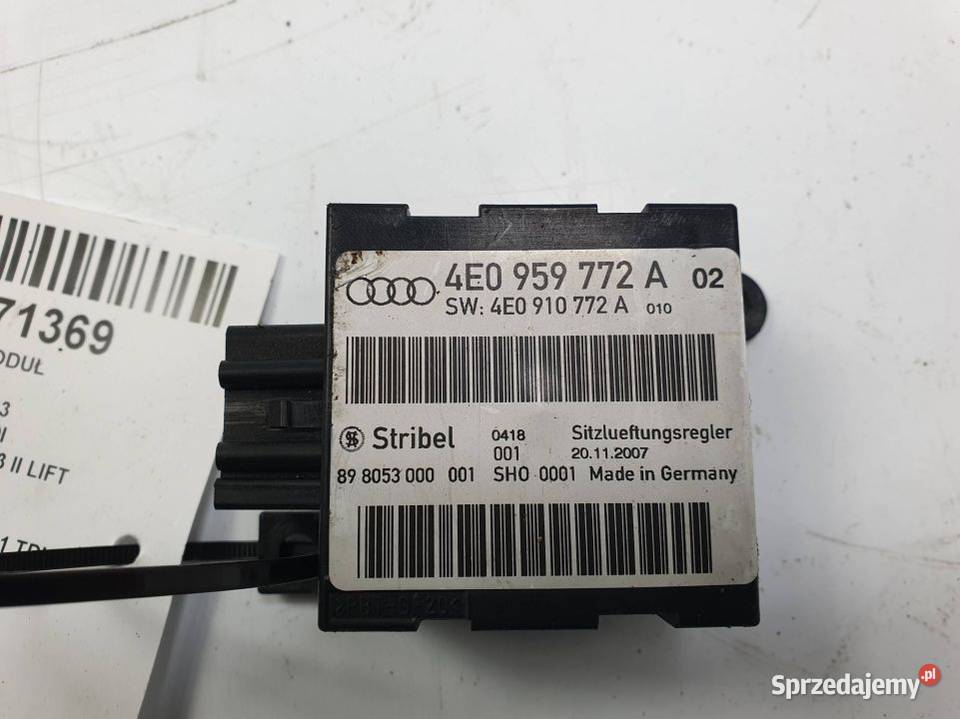 71369
ODUŁ
3
3 II LIFT
4E0 959 772 A 02
SW: 4E0 910 772 A 010
Stribel 0418 Sitzlueftungsregler
001 20.11.2007
89 8053 000 001 SHO 0001 Made in Germany
Sprzedajemy.pl